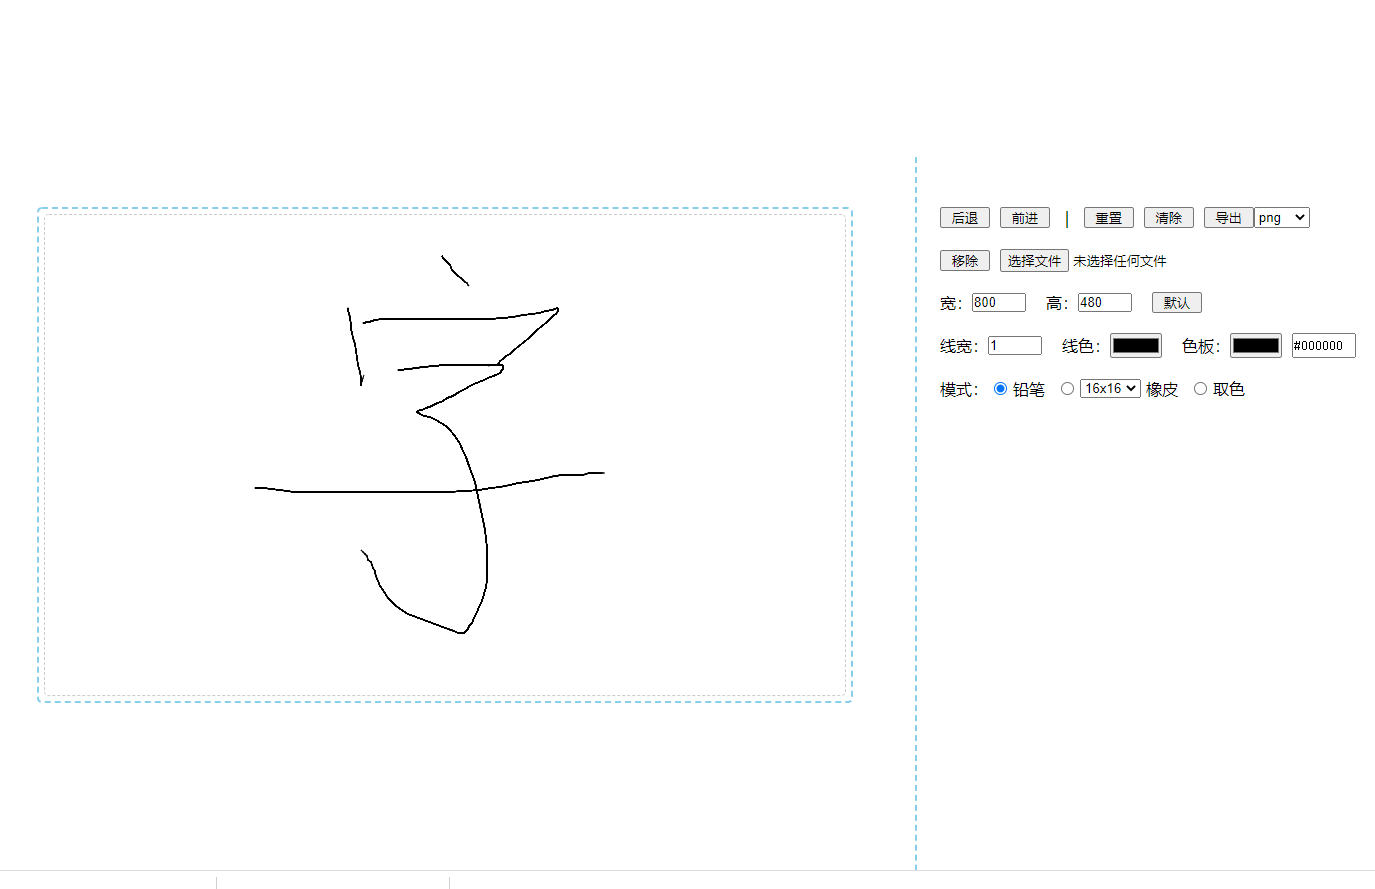 字
后退 前进 | 重置 清除 导出 png
移除 选择文件 未选择任何文件
宽：800 高：480 默认
线宽：1 线色： 色板： #000000
模式： 铅笔 16x16 橡皮 取色